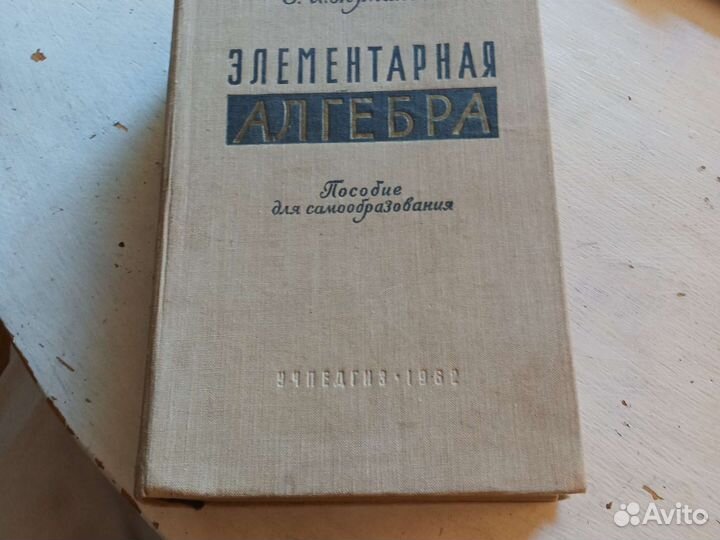 ЭЛЕМЕНТАРНАЯ
АЛГЕБРА
Пособие
для самообразования
УЧПЕДГИЗ • 1962
Avito